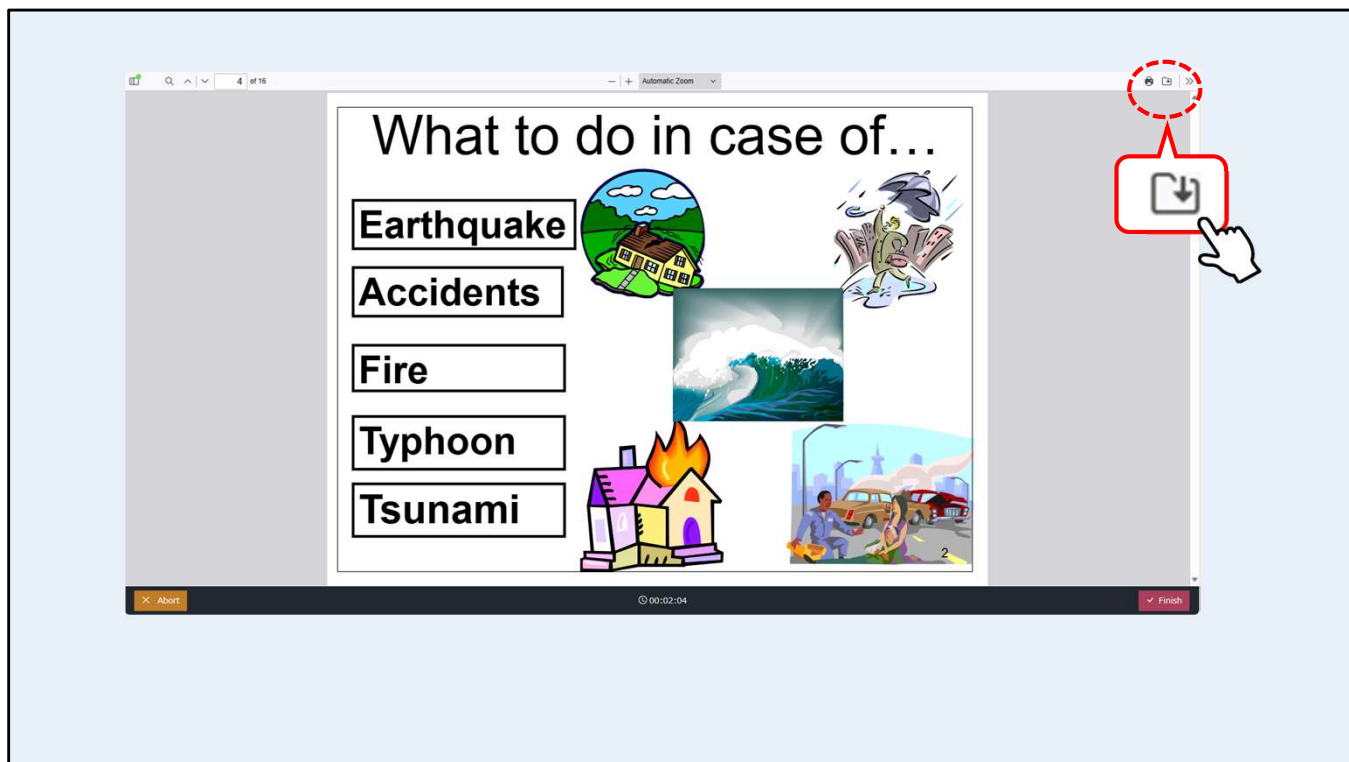 4 of 16
Automatic Zoom
What to do in case of…
Earthquake
Accidents
Fire
Typhoon
Tsunami
2
Abort
00:02:04
Finish